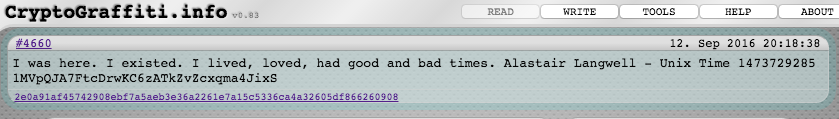 CryptoGraffiti.info v0.83
READ WRITE TOOLS HELP ABOUT
#4660 12. Sep 2016 20:18:38
I was here. I existed. I lived, loved, had good and bad times. Alastair Langwell - Unix Time 1473729285
1MVpQJA7FtcDrwKC6zATkZvZcxqma4JixS
2e0a91af45742908ebf7a5aeb3e36a2261e7a15c5336ca4a32605df866260908